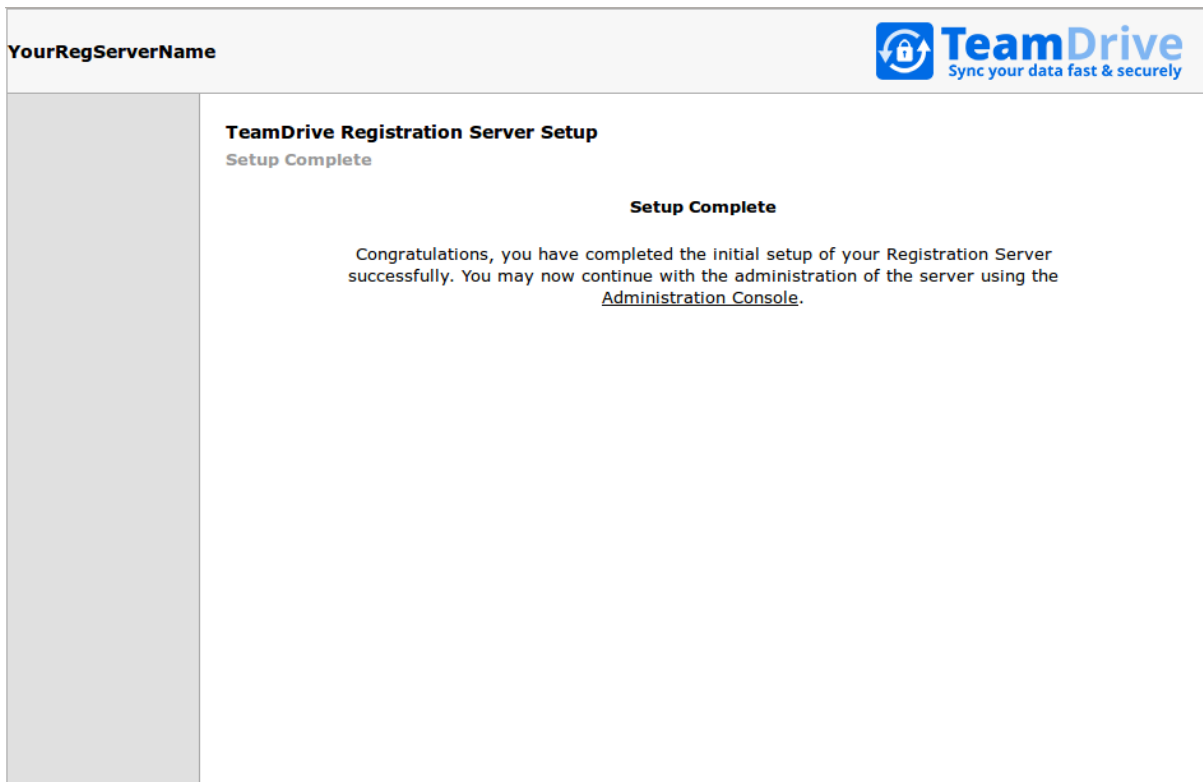 YourRegServerName
TeamDrive
Sync your data fast & securely
TeamDrive Registration Server Setup
Setup Complete
Setup Complete
Congratulations, you have completed the initial setup of your Registration Server
successfully. You may now continue with the administration of the server using the
Administration Console.